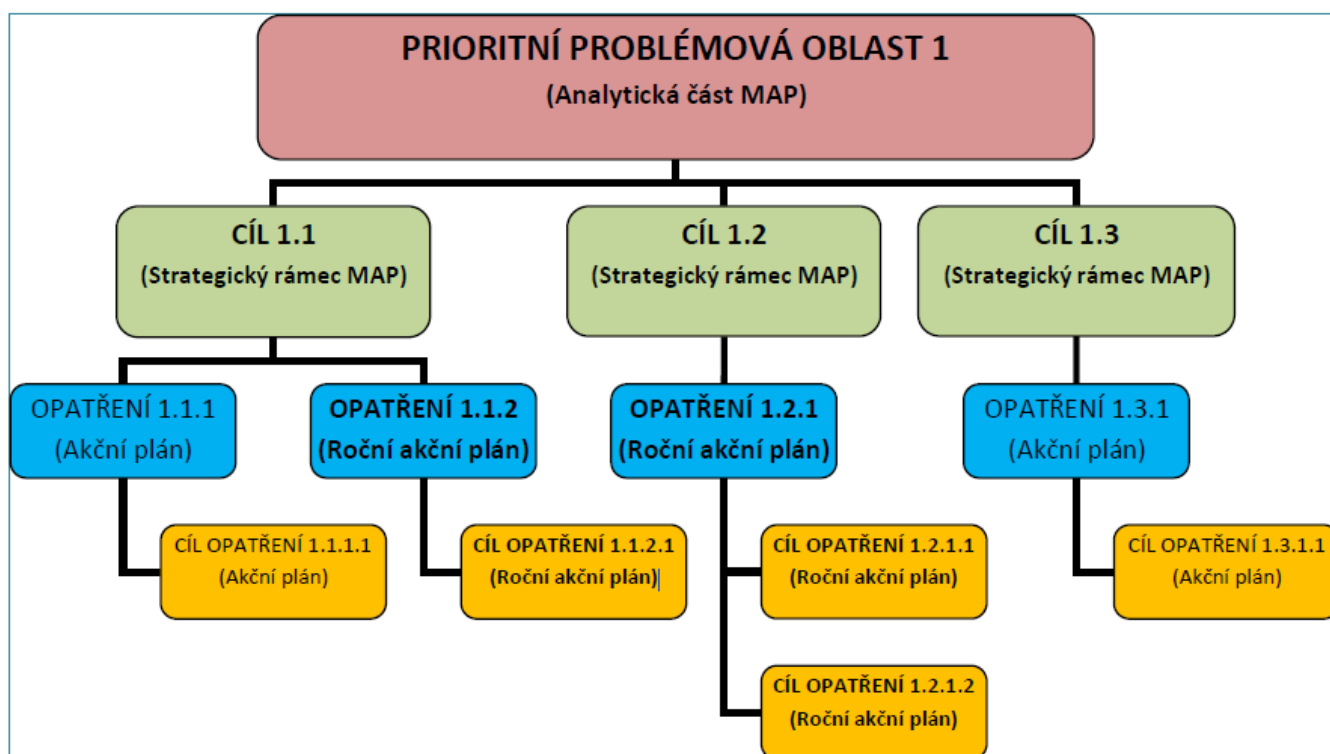 PRIORITNÍ PROBLÉMOVÁ OBLAST 1
(Analytická část MAP)
CÍL 1.1
(Strategický rámec MAP)
CÍL 1.2
(Strategický rámec MAP)
CÍL 1.3
(Strategický rámec MAP)
OPATŘENÍ 1.1.1
(Akční plán)
OPATŘENÍ 1.1.2
(Roční akční plán)
OPATŘENÍ 1.2.1
(Roční akční plán)
OPATŘENÍ 1.3.1
(Akční plán)
CÍL OPATŘENÍ 1.1.1.1
(Akční plán)
CÍL OPATŘENÍ 1.1.2.1
(Roční akční plán)
CÍL OPATŘENÍ 1.2.1.1
(Roční akční plán)
CÍL OPATŘENÍ 1.3.1.1
(Akční plán)
CÍL OPATŘENÍ 1.2.1.2
(Roční akční plán)